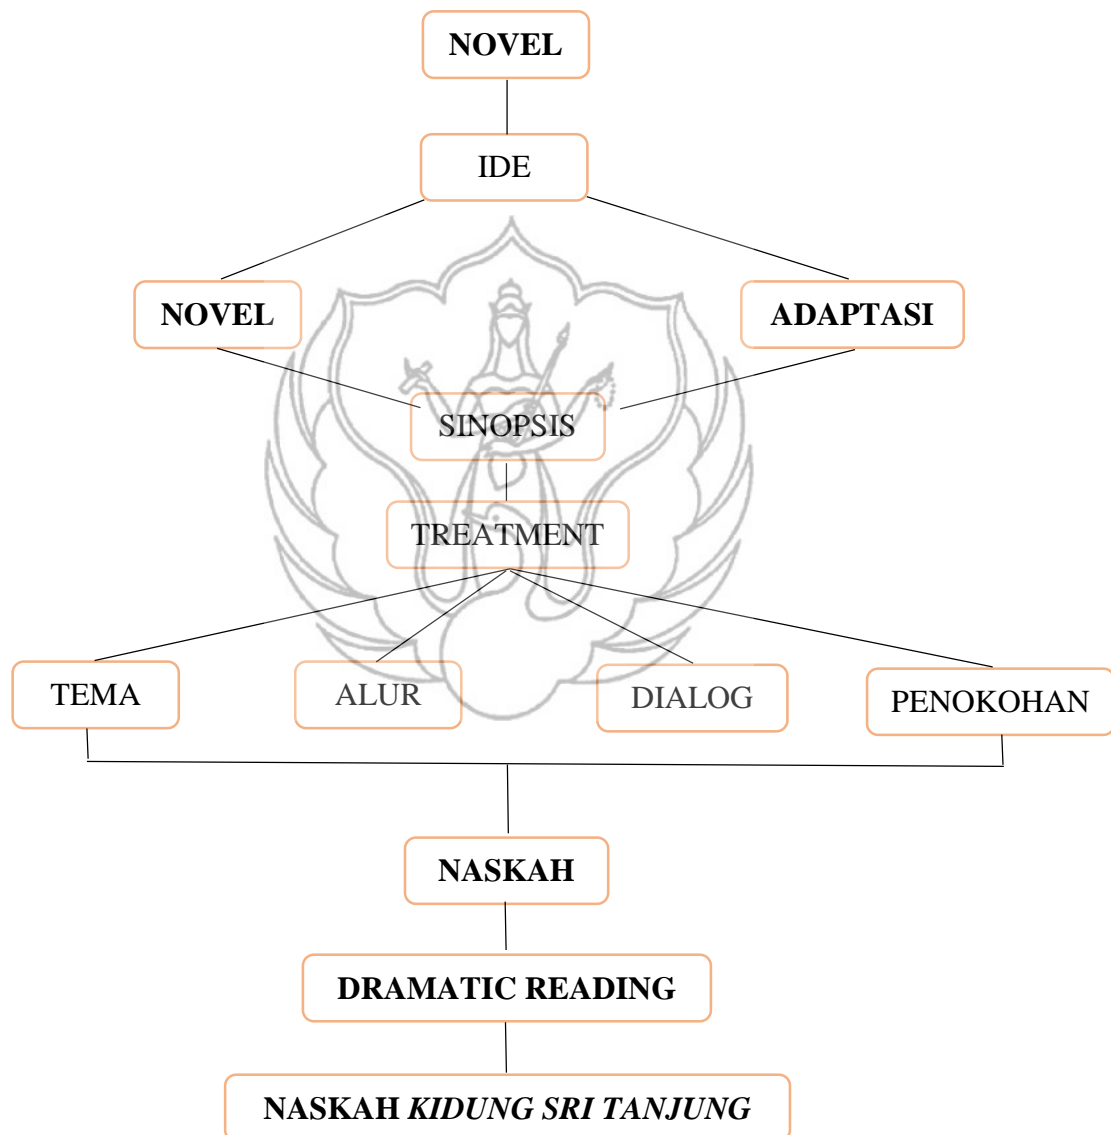 NOVEL
IDE
NOVEL
ADAPTASI
SINOPSIS
TREATMENT
TEMA
ALUR
DIALOG
PENOKOHAN
NASKAH
DRAMATIC READING
NASKAH KIDUNG SRI TANJUNG